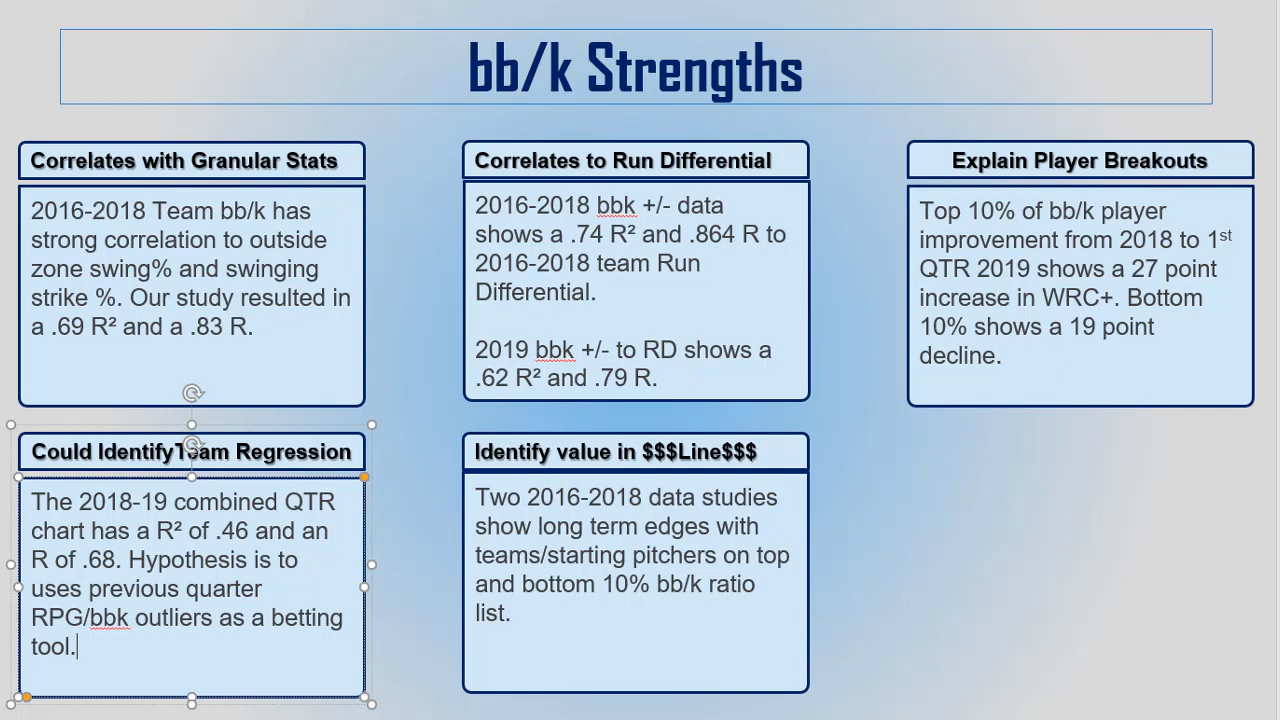 bb/k Strengths
Correlates with Granular Stats
2016-2018 Team bb/k has
strong correlation to outside
zone swing% and swinging
strike %. Our study resulted in
a .69 R² and a .83 R.
Correlates to Run Differential
2016-2018 bbk +/- data
shows a .74 R² and .864 R to
2016-2018 team Run
Differential.
2019 bbk +/- to RD shows a
.62 R² and .79 R.
Explain Player Breakouts
Top 10% of bb/k player
improvement from 2018 to 1st
QTR 2019 shows a 27 point
increase in WRC+. Bottom
10% shows a 19 point
decline.
Could IdentifyTeam Regression
The 2018-19 combined QTR
chart has a R² of .46 and an
R of .68. Hypothesis is to
uses previous quarter
RPG/bbk outliers as a betting
tool.
Identify value in $$$Line$$$
Two 2016-2018 data studies
show long term edges with
teams/starting pitchers on top
and bottom 10% bb/k ratio
list.